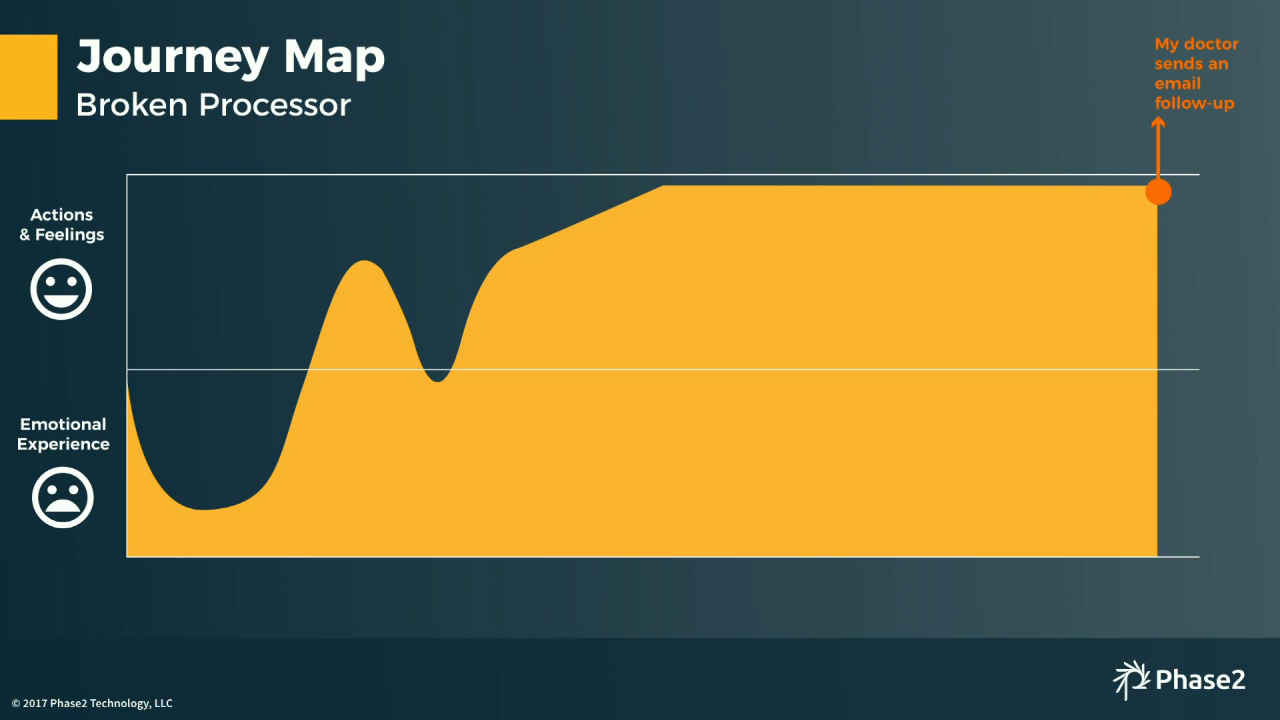 Journey Map
Broken Processor
My doctor
sends an
email
follow-up
Actions
& Feelings
Emotional
Experience
Phase2
© 2017 Phase2 Technology, LLC